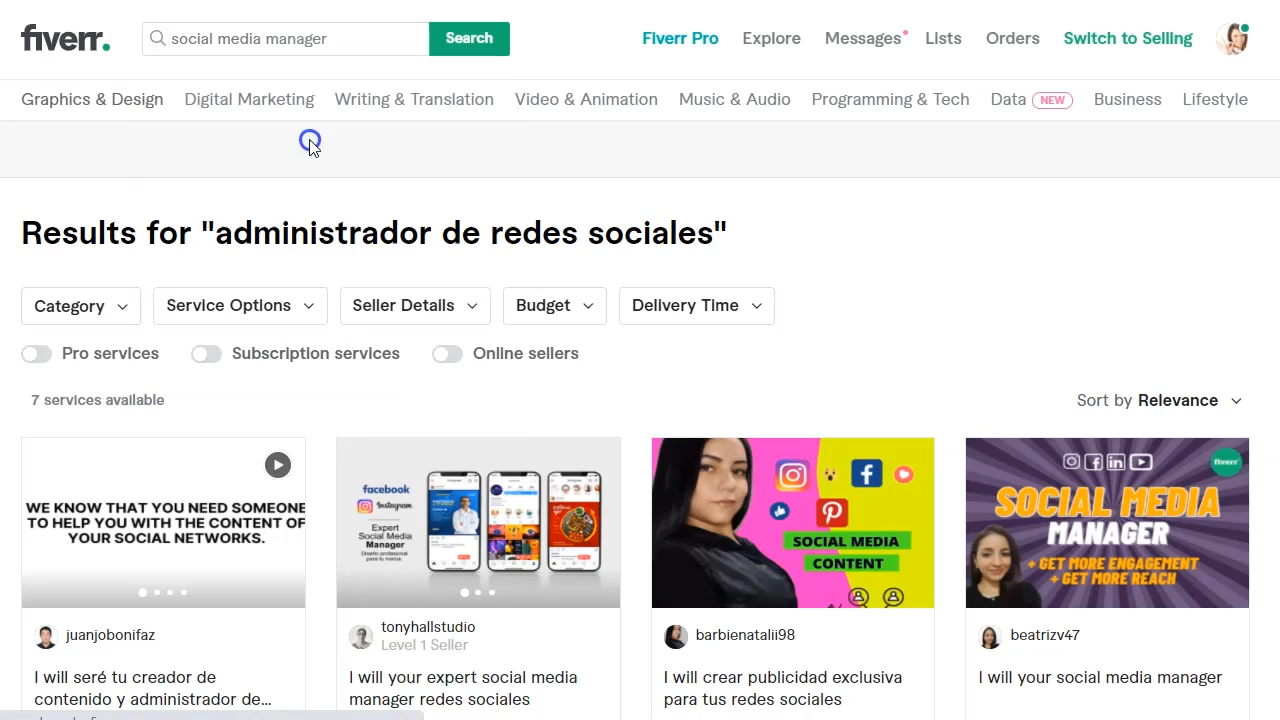 fiverr.
social media manager
Search
Fiverr Pro
Explore
Messages
Lists
Orders
Switch to Selling
Graphics & Design
Digital Marketing
Writing & Translation
Video & Animation
Music & Audio
Programming & Tech
Data NEW
Business
Lifestyle
Results for "administrador de redes sociales"
Category
Service Options
Seller Details
Budget
Delivery Time
Pro services
Subscription services
Online sellers
7 services available
Sort by Relevance
WE KNOW THAT YOU NEED SOMEONE
TO HELP YOU WITH THE CONTENT OF
YOUR SOCIAL NETWORKS.
juanjobonifaz
I will seré tu creador de
contenido y administrador de...
facebook
Instagram
Expert
Social Media
Manager
Diseño profesional
para tu marca.
tonyhallstudio
Level 1 Seller
I will your expert social media
manager redes sociales
SOCIAL MEDIA
CONTENT
barbienatalii98
I will crear publicidad exclusiva
para tus redes sociales
fiverr
SOCIAL MEDIA
MANAGER
+ GET MORE ENGAGEMENT
+ GET MORE REACH
beatrizv47
I will your social media manager